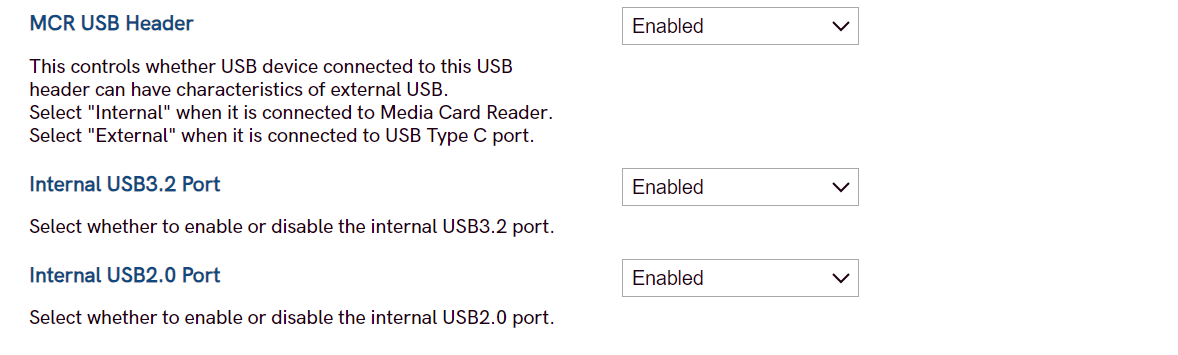 MCR USB Header
Enabled
This controls whether USB device connected to this USB
header can have characteristics of external USB.
Select "Internal" when it is connected to Media Card Reader.
Select "External" when it is connected to USB Type C port.
Internal USB3.2 Port
Enabled
Select whether to enable or disable the internal USB3.2 port.
Internal USB2.0 Port
Enabled
Select whether to enable or disable the internal USB2.0 port.